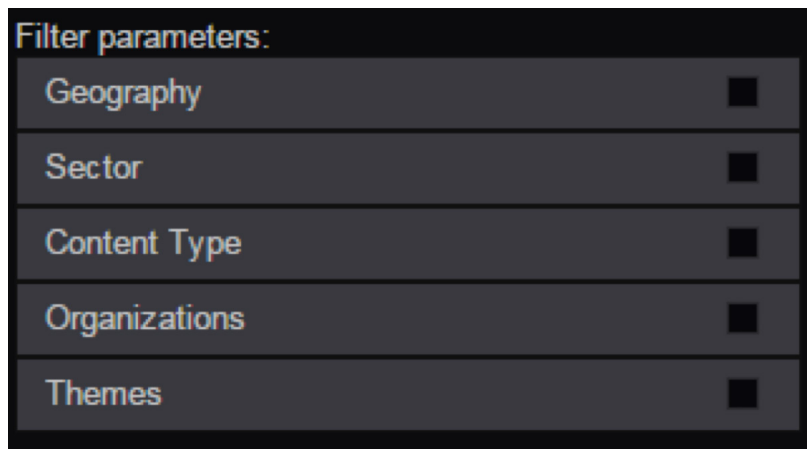 Filter parameters:
Geography
Sector
Content Type
Organizations
Themes